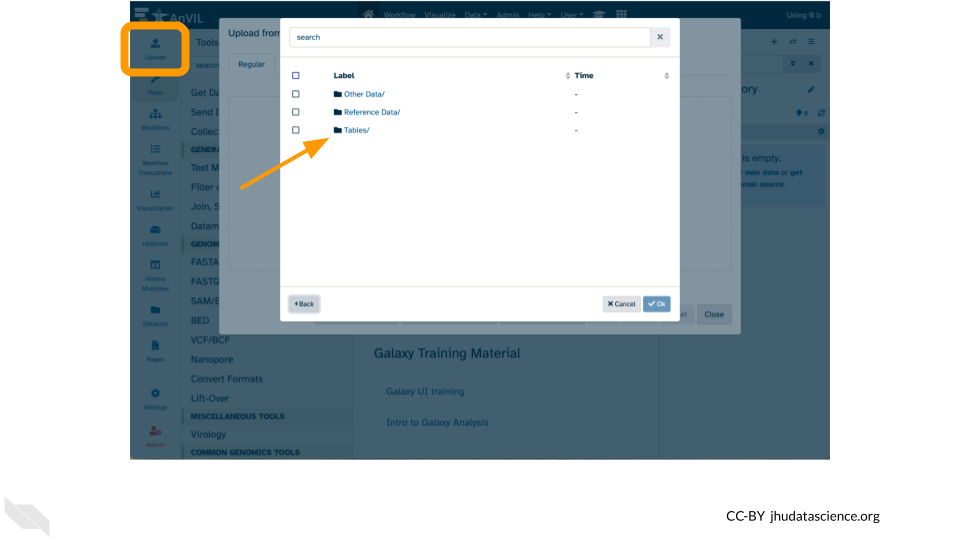 AnVIL
Workflow Visualize Data Admin Help User
Using 0 b
Upload
Tools
Upload from
search
search
Regular
Label
Time
Other Data/
-
Reference Data/
-
Tables/
-
Tools
Get Da
Send D
Workflows
Collec
GENERA
Workflow
Invocations
Text M
Filter a
Visualization
Join, S
Datam
Histories
GENOM
FASTA
History
Multiview
FASTQ
SAM/B
Datasets
BED
VCF/BCF
Pages
Nanopore
Convert Formats
Lift-Over
Settings
MISCELLANEOUS TOOLS
Virology
Admin
COMMON GENOMICS TOOLS
Back
Cancel
Ok
Close
ory
6
is empty.
own data or get
rnal source.
Galaxy Training Material
Galaxy UI training
Intro to Galaxy Analysis
CC-BY jhudatascience.org